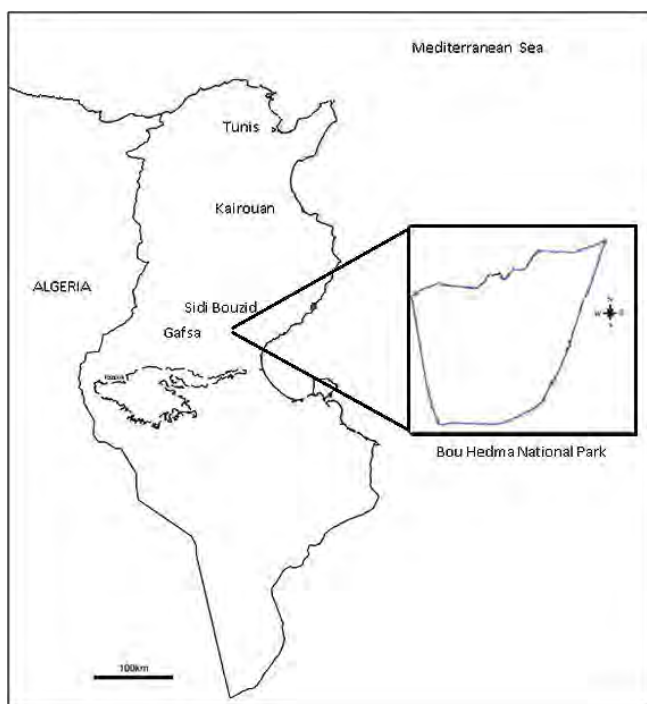 Mediterranean Sea
Tunis
Kairouan
ALGERIA
Sidi Bouzid
Gafsa
Bou Hedma National Park
100km